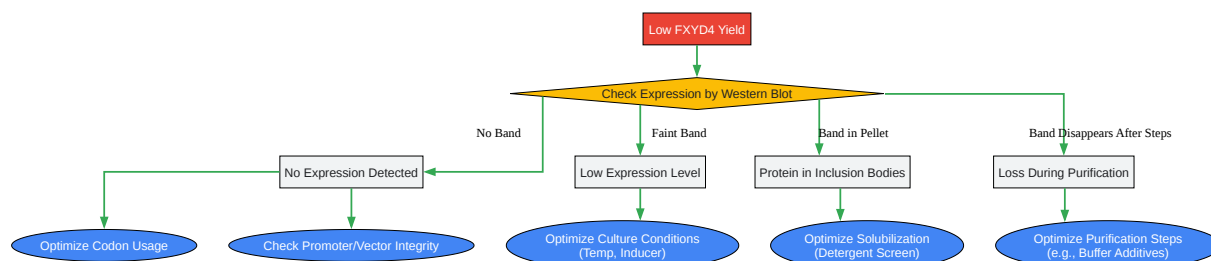 Low FXYD4 Yield
Check Expression by Western Blot
No Band
Faint Band
Band in Pellet
Band Disappears After Steps
No Expression Detected
Low Expression Level
Protein in Inclusion Bodies
Loss During Purification
Optimize Codon Usage
Check Promoter/Vector Integrity
Optimize Culture Conditions
(Temp, Inducer)
Optimize Solubilization
(Detergent Screen)
Optimize Purification Steps
(e.g., Buffer Additives)